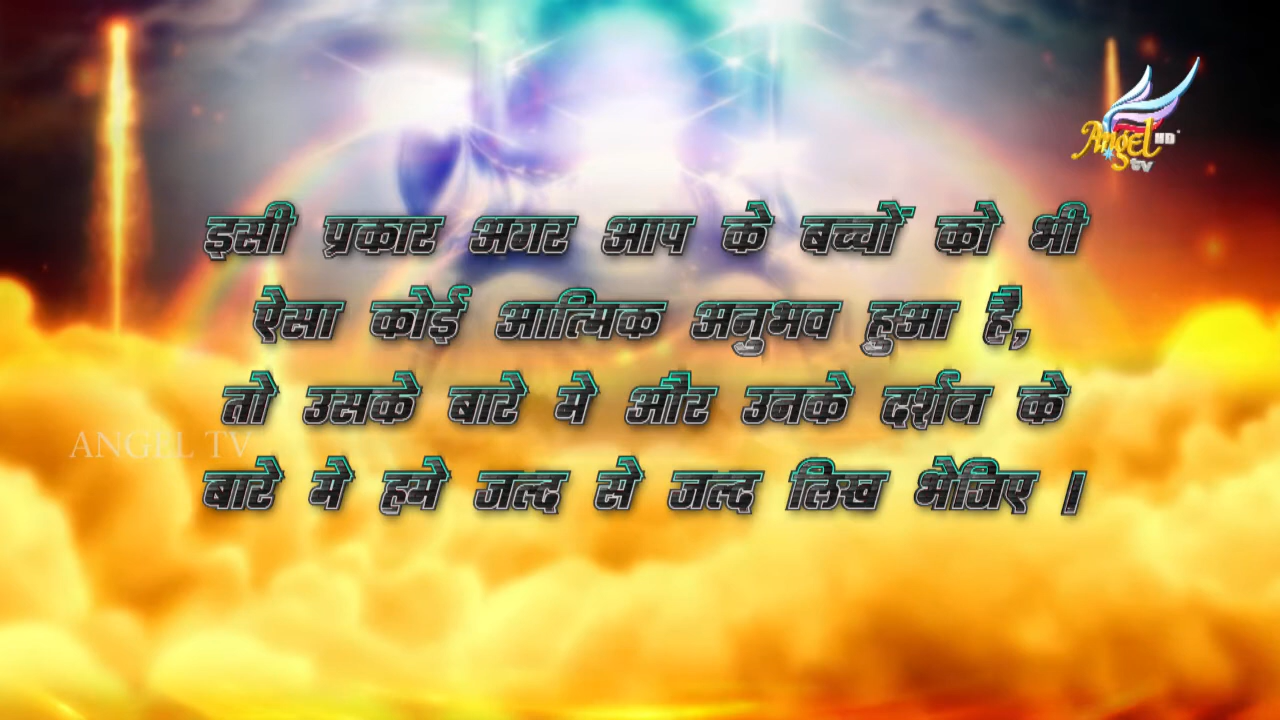 Angel HD
tv
इसी प्रकार अगर आप के बच्चों को भी
ऐसा कोई आत्मिक अनुभव हुआ है,
तो उसके बारे मे और उनके दर्शन के
ANGEL TV
बारे मे हमे जल्द से जल्द लिख भेजिए ।